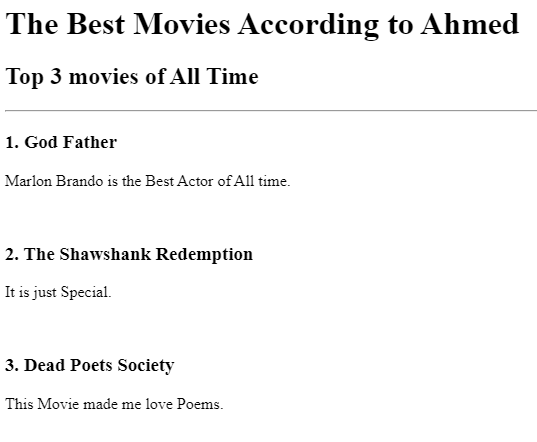 The Best Movies According to Ahmed
Top 3 movies of All Time
1. God Father
Marlon Brando is the Best Actor of All time.
2. The Shawshank Redemption
It is just Special.
3. Dead Poets Society
This Movie made me love Poems.